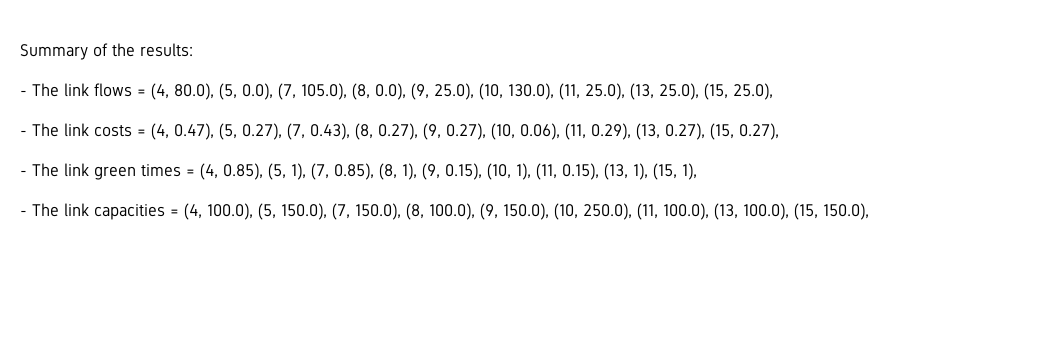 Summary of the results:
- The link flows = (4, 80.0), (5, 0.0), (7, 105.0), (8, 0.0), (9, 25.0), (10, 130.0), (11, 25.0), (13, 25.0), (15, 25.0),
- The link costs = (4, 0.47), (5, 0.27), (7, 0.43), (8, 0.27), (9, 0.27), (10, 0.06), (11, 0.29), (13, 0.27), (15, 0.27),
- The link green times = (4, 0.85), (5, 1), (7, 0.85), (8, 1), (9, 0.15), (10, 1), (11, 0.15), (13, 1), (15, 1),
- The link capacities = (4, 100.0), (5, 150.0), (7, 150.0), (8, 100.0), (9, 150.0), (10, 250.0), (11, 100.0), (13, 100.0), (15, 150.0),